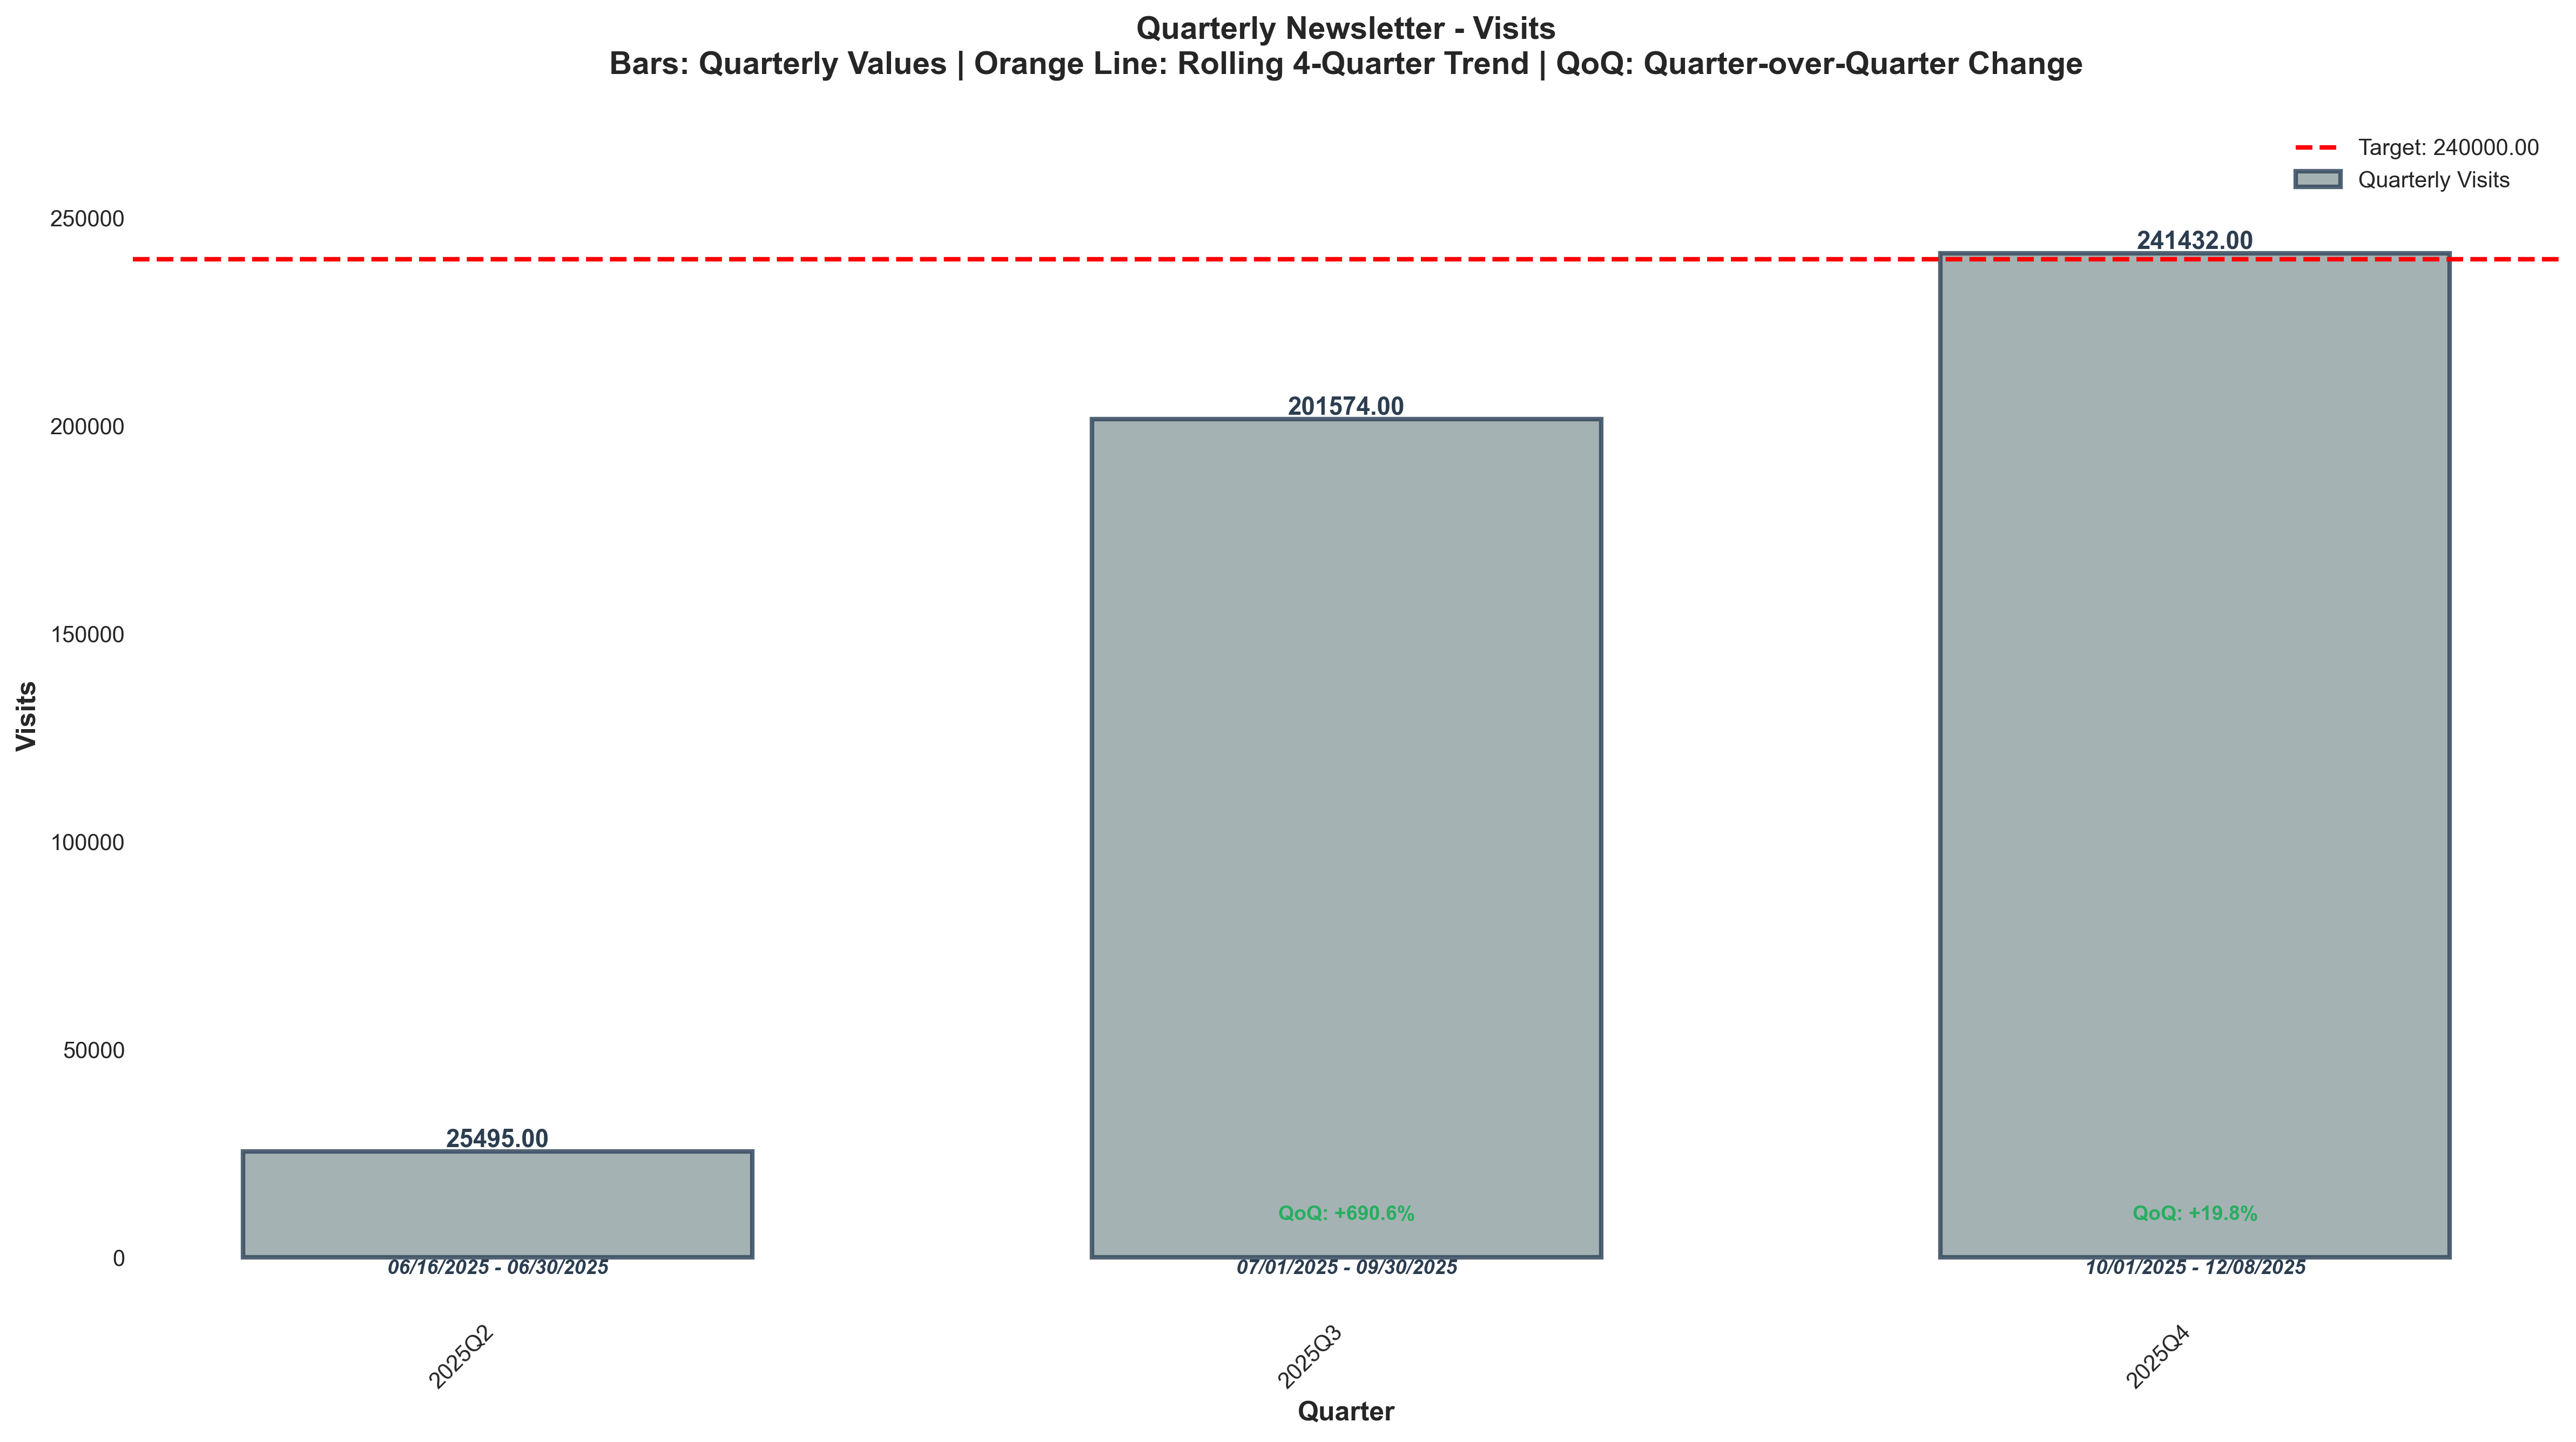 Quarterly Newsletter - Visits
Bars: Quarterly Values | Orange Line: Rolling 4-Quarter Trend | QoQ: Quarter-over-Quarter Change
Target: 240000.00
Quarterly Visits
250000
200000
150000
100000
50000
0
Visits
25495.00
201574.00
241432.00
QoQ: +690.6%
QoQ: +19.8%
06/16/2025 - 06/30/2025
07/01/2025 - 09/30/2025
10/01/2025 - 12/08/2025
2025Q2
2025Q3
2025Q4
Quarter